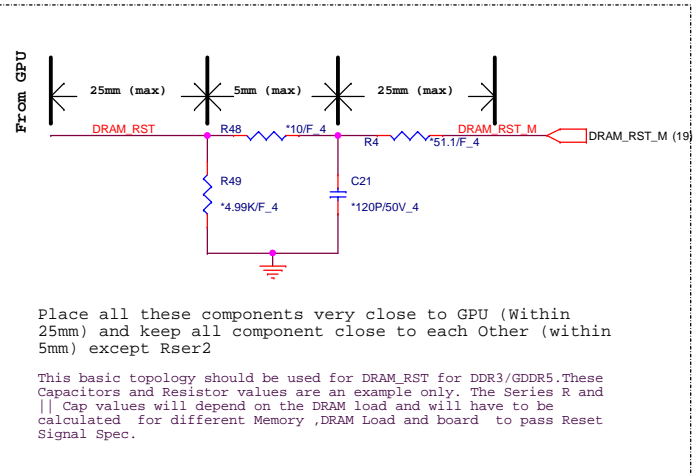 From GPU
25mm (max)
5mm (max)
25mm (max)
DRAM_RST
R48
*10/F_4
R4
*51.1/F_4
DRAM_RST_M
DRAM_RST_M (19)
R49
*4.99K/F_4
C21
*120P/50V_4
Place all these components very close to GPU (Within
25mm) and keep all component close to each Other (within
5mm) except Rser2
This basic topology should be used for DRAM_RST for DDR3/GDDR5.These
Capacitors and Resistor values are an example only. The Series R and
|| Cap values will depend on the DRAM load and will have to be
calculated for different Memory ,DRAM Load and board to pass Reset
Signal Spec.